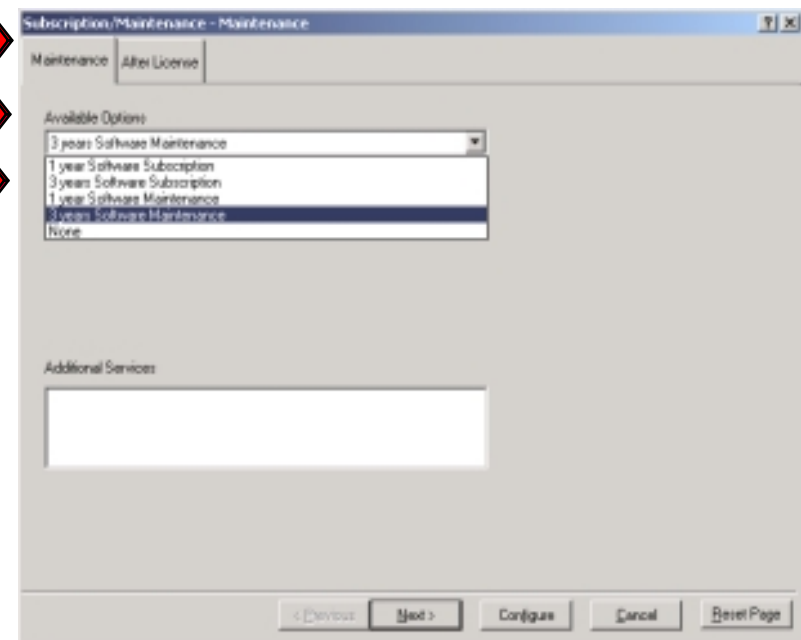 Subscription/Maintenance - Maintenance
Maintenance
After License
Available Options
3 years Software Maintenance
1 year Software Subscription
3 years Software Subscription
1 year Software Maintenance
3 years Software Maintenance
None
Additional Services
< Previous
Next >
Configure
Cancel
Reset Page